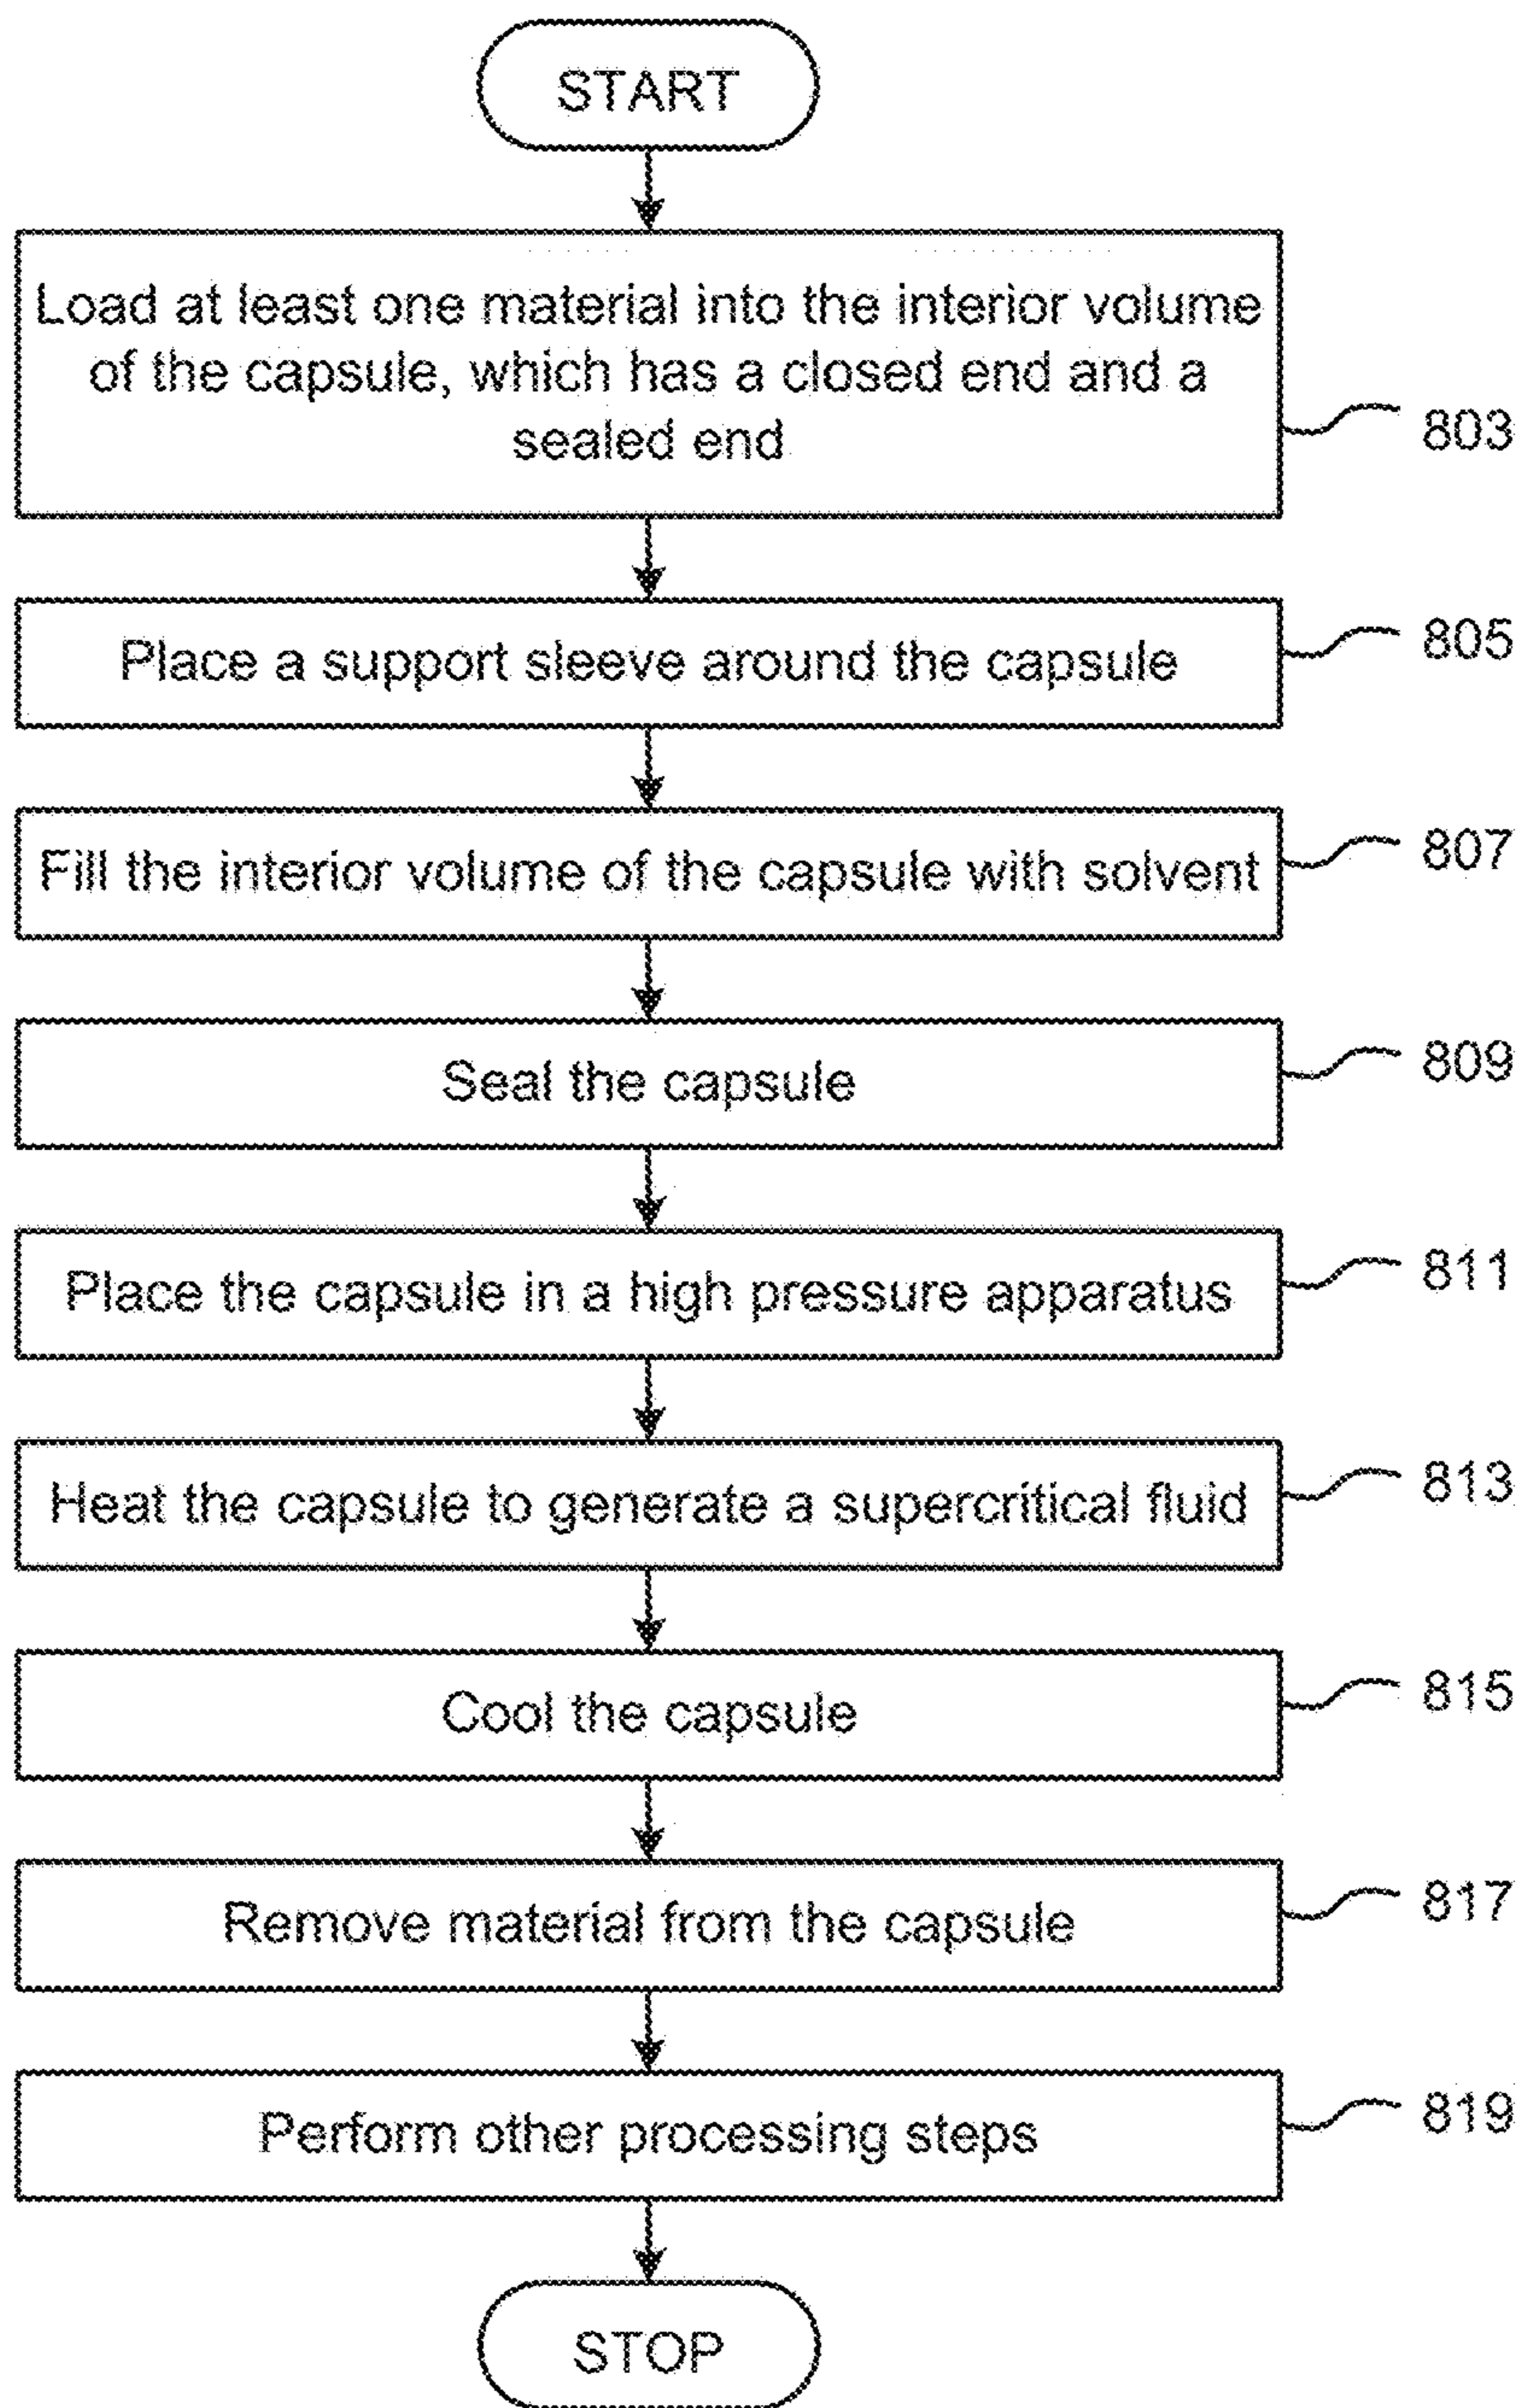 START
Load at least one material into the interior volume
of the capsule, which has a closed end and a
sealed end
803
Place a support sleeve around the capsule
805
Fill the interior volume of the capsule with solvent
807
Seal the capsule
809
Place the capsule in a high pressure apparatus
811
Heat the capsule to generate a supercritical fluid
813
Cool the capsule
815
Remove material from the capsule
817
Perform other processing steps
819
STOP